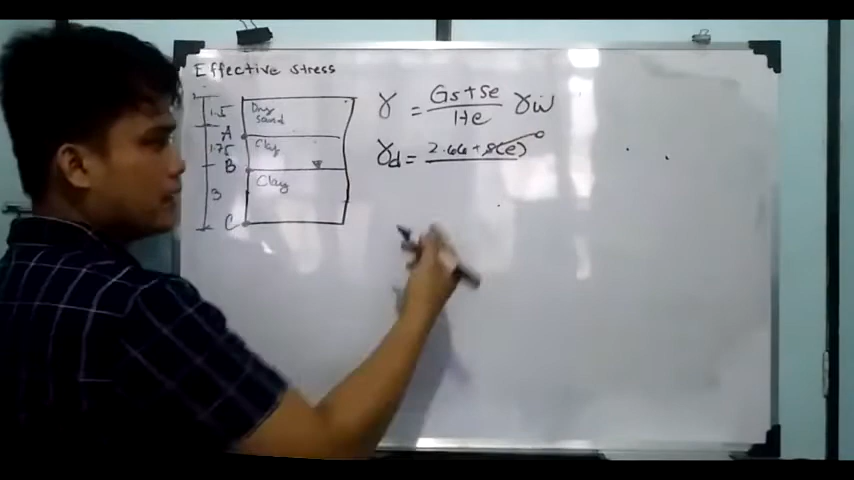 Effective stress
1.5
Dry
sand
A
1.75
Clay
B
Clay
3
C
γ = Gs + Se / 1+e γw
γd = 2.66 + s(e) 0